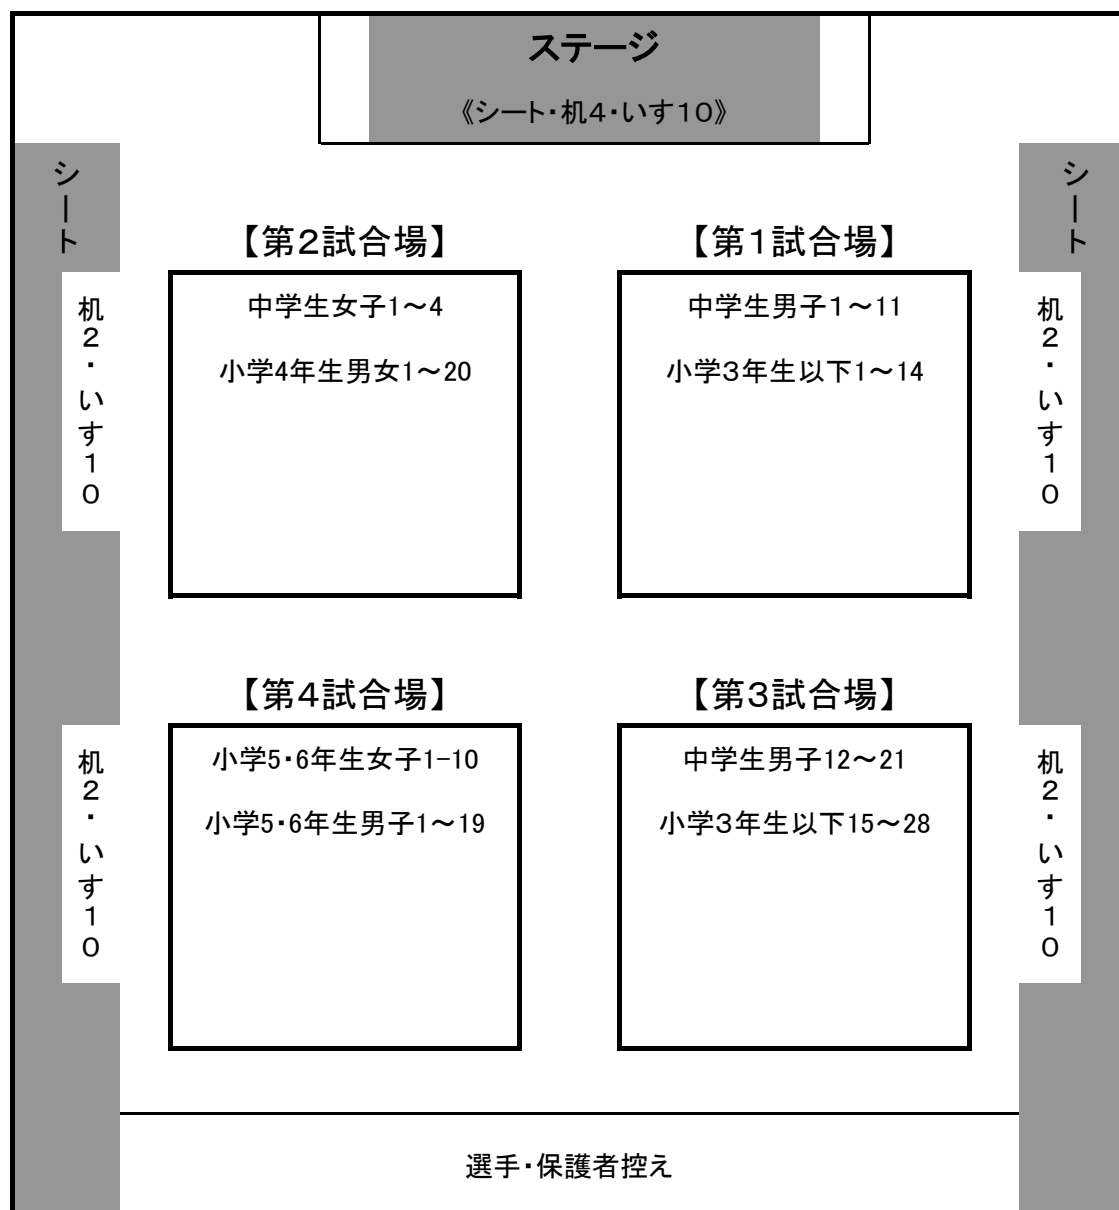 ステージ
《シート・机4・いす10》
シート
シート
【第2試合場】
【第1試合場】
中学生女子1～4
小学4年生男女1～20
中学生男子1～11
小学3年生以下1～14
机2・いす10
机2・いす10
【第4試合場】
【第3試合場】
小学5・6年生女子1-10
小学5・6年生男子1～19
中学生男子12～21
小学3年生以下15～28
机2・いす10
机2・いす10
選手・保護者控え